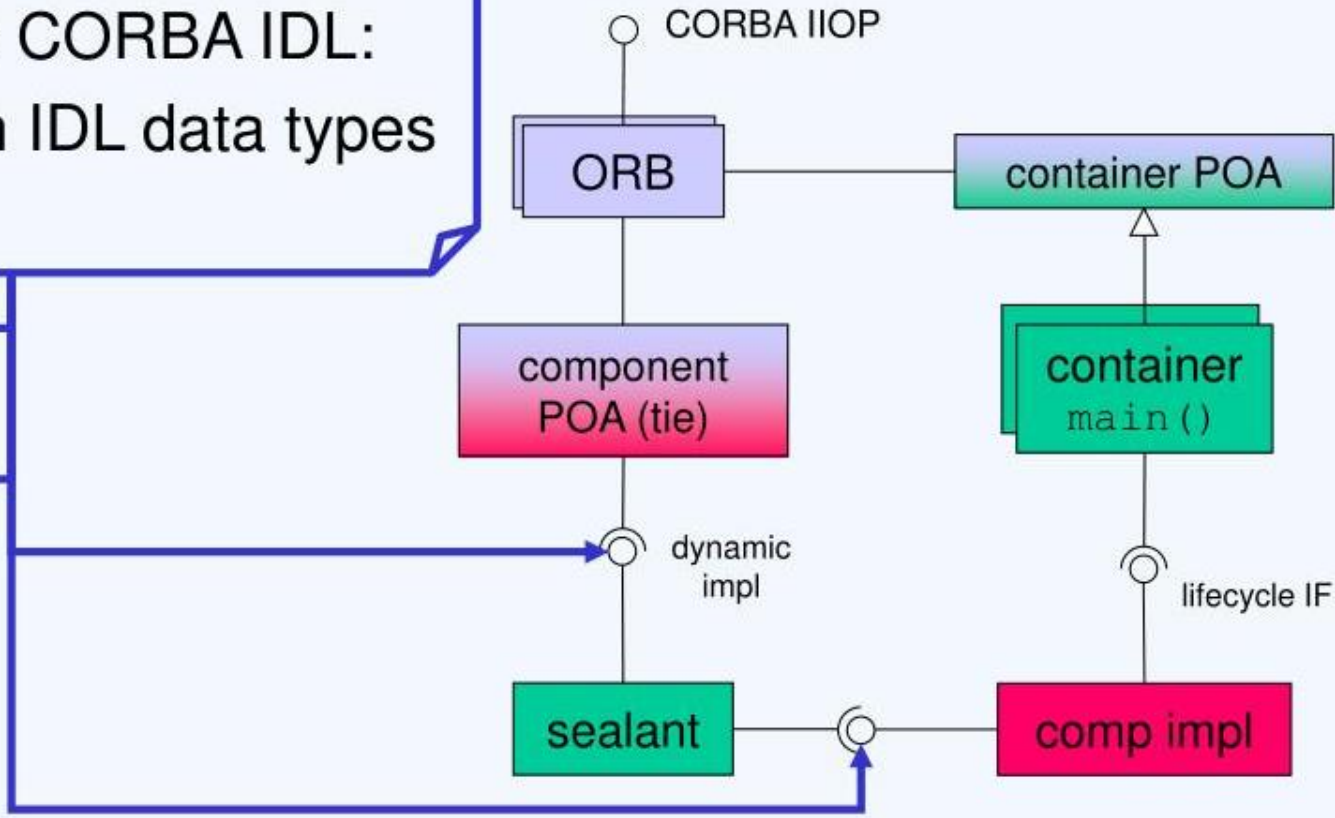 CORBA IDL:
IDL data types
CORBA IIOP
ORB
container POA
component
POA (tie)
container
main()
dynamic
impl
lifecycle IF
sealant
comp impl